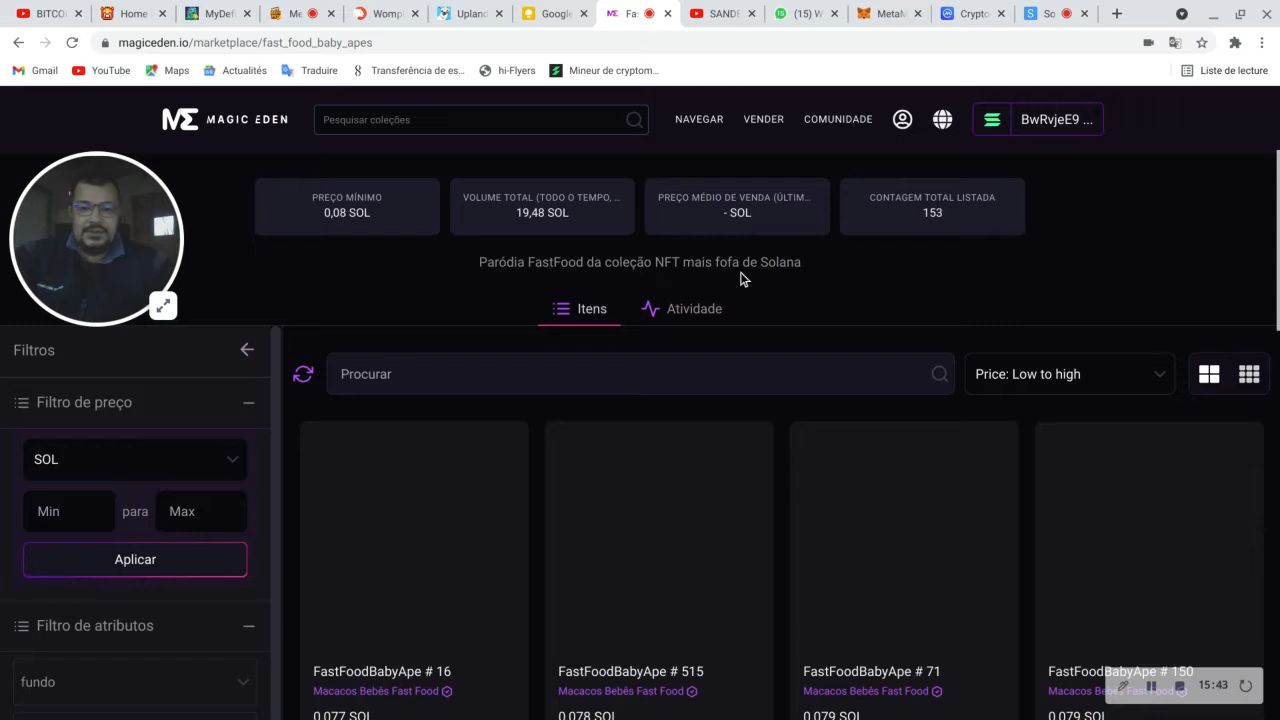 BITCO
Home
MyDefi
Me
Womp
Upland
Google
Fa
SANDE
(15) W
MetaM
Crypto
So
magiceden.io/marketplace/fast_food_baby_apes
Gmail
YouTube
Maps
Actualités
Traduire
Transferência de es...
hi-Flyers
Mineur de cryptom...
Liste de lecture
MAGIC EDEN
Pesquisar coleções
NAVEGAR
VENDER
COMUNIDADE
BwRvjeE9 ...
PREÇO MÍNIMO
0,08 SOL
VOLUME TOTAL (TODO O TEMPO, ...
19,48 SOL
PREÇO MÉDIO DE VENDA (ÚLTIM...
- SOL
CONTAGEM TOTAL LISTADA
153
Paródia FastFood da coleção NFT mais fofa de Solana
Itens
Atividade
Filtros
Procurar
Price: Low to high
Filtro de preço
SOL
Min
para
Max
Aplicar
Filtro de atributos
fundo
FastFoodBabyApe # 16
Macacos Bebês Fast Food
0.077 SOL
FastFoodBabyApe # 515
Macacos Bebês Fast Food
0.078 SOL
FastFoodBabyApe # 71
Macacos Bebês Fast Food
0.079 SOL
FastFoodBabyApe # 150
Macacos Bebês Fast Food
0.079 SOL
15:43